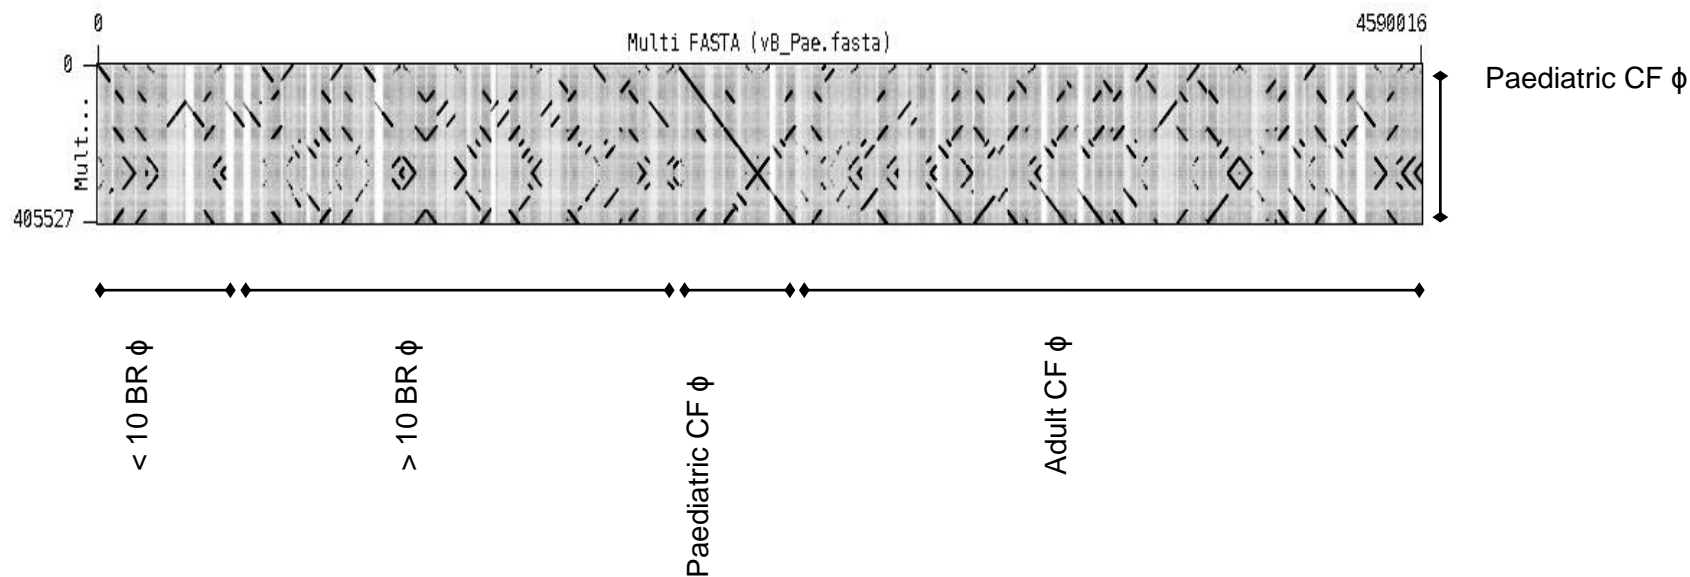 0
4590016
Multi FASTA (vB_Pae.fasta)
0
Mult...
405527
Paediatric CF ϕ
< 10 BR ϕ
> 10 BR ϕ
Paediatric CF ϕ
Adult CF ϕ